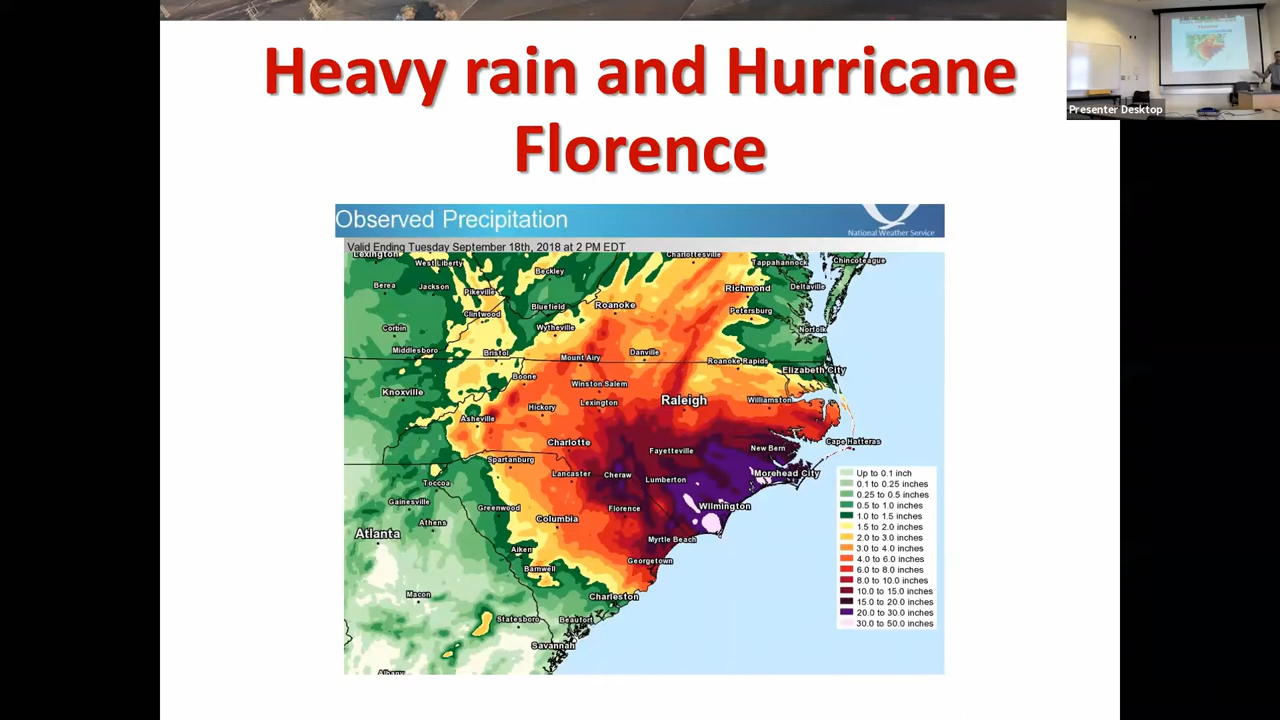 Heavy rain and Hurricane
Florence
Presenter Desktop
Observed Precipitation
National Weather Service
Valid Ending Tuesday September 18th, 2018 at 2 PM EDT
Lexington
West Liberty
Beckley
Charlottesville
Tappahannock
Chincoteague
Berea
Jackson
Pikeville
Richmond
Deltaville
Clintwood
Bluefield
Roanoke
Petersburg
Corbin
Wytheville
Norfolk
Middlesboro
Bristol
Mount Airy
Danville
Roanoke Rapids
Elizabeth City
Boone
Winston Salem
Knoxville
Hickory
Lexington
Raleigh
Williamston
Asheville
Charlotte
Fayetteville
New Bern
Cape Hatteras
Spartanburg
Lancaster
Cheraw
Lumberton
Morehead City
Toccoa
Gainesville
Greenwood
Florence
Wilmington
Athens
Columbia
Atlanta
Myrtle Beach
Aiken
Barnwell
Georgetown
Macon
Charleston
Statesboro
Beaufort
Savannah
Albany
Up to 0.1 inch
0.1 to 0.25 inches
0.25 to 0.5 inches
0.5 to 1.0 inches
1.0 to 1.5 inches
1.5 to 2.0 inches
2.0 to 3.0 inches
3.0 to 4.0 inches
4.0 to 6.0 inches
6.0 to 8.0 inches
8.0 to 10.0 inches
10.0 to 15.0 inches
15.0 to 20.0 inches
20.0 to 30.0 inches
30.0 to 50.0 inches